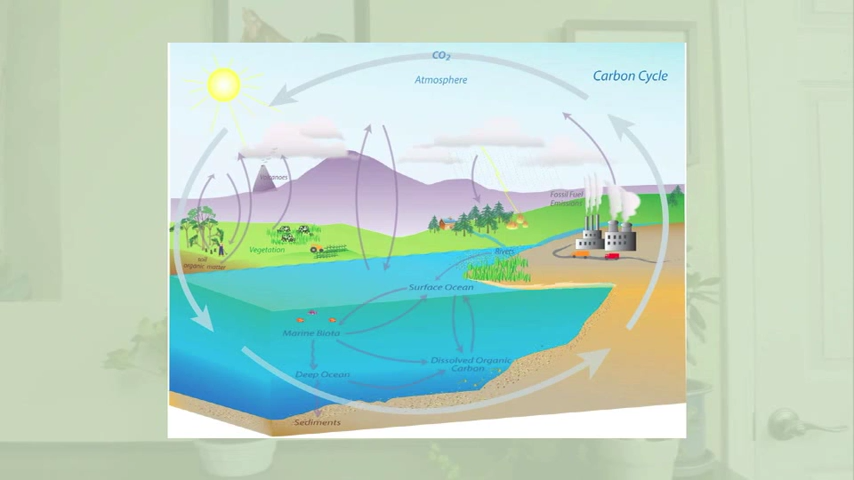 CO₂
Atmosphere
Carbon Cycle
Volcanoes
Fossil Fuel
Emissions
Vegetation
Soil
organic matter
Rivers
Surface Ocean
Marine Biota
Dissolved Organic
Carbon
Deep Ocean
Sediments